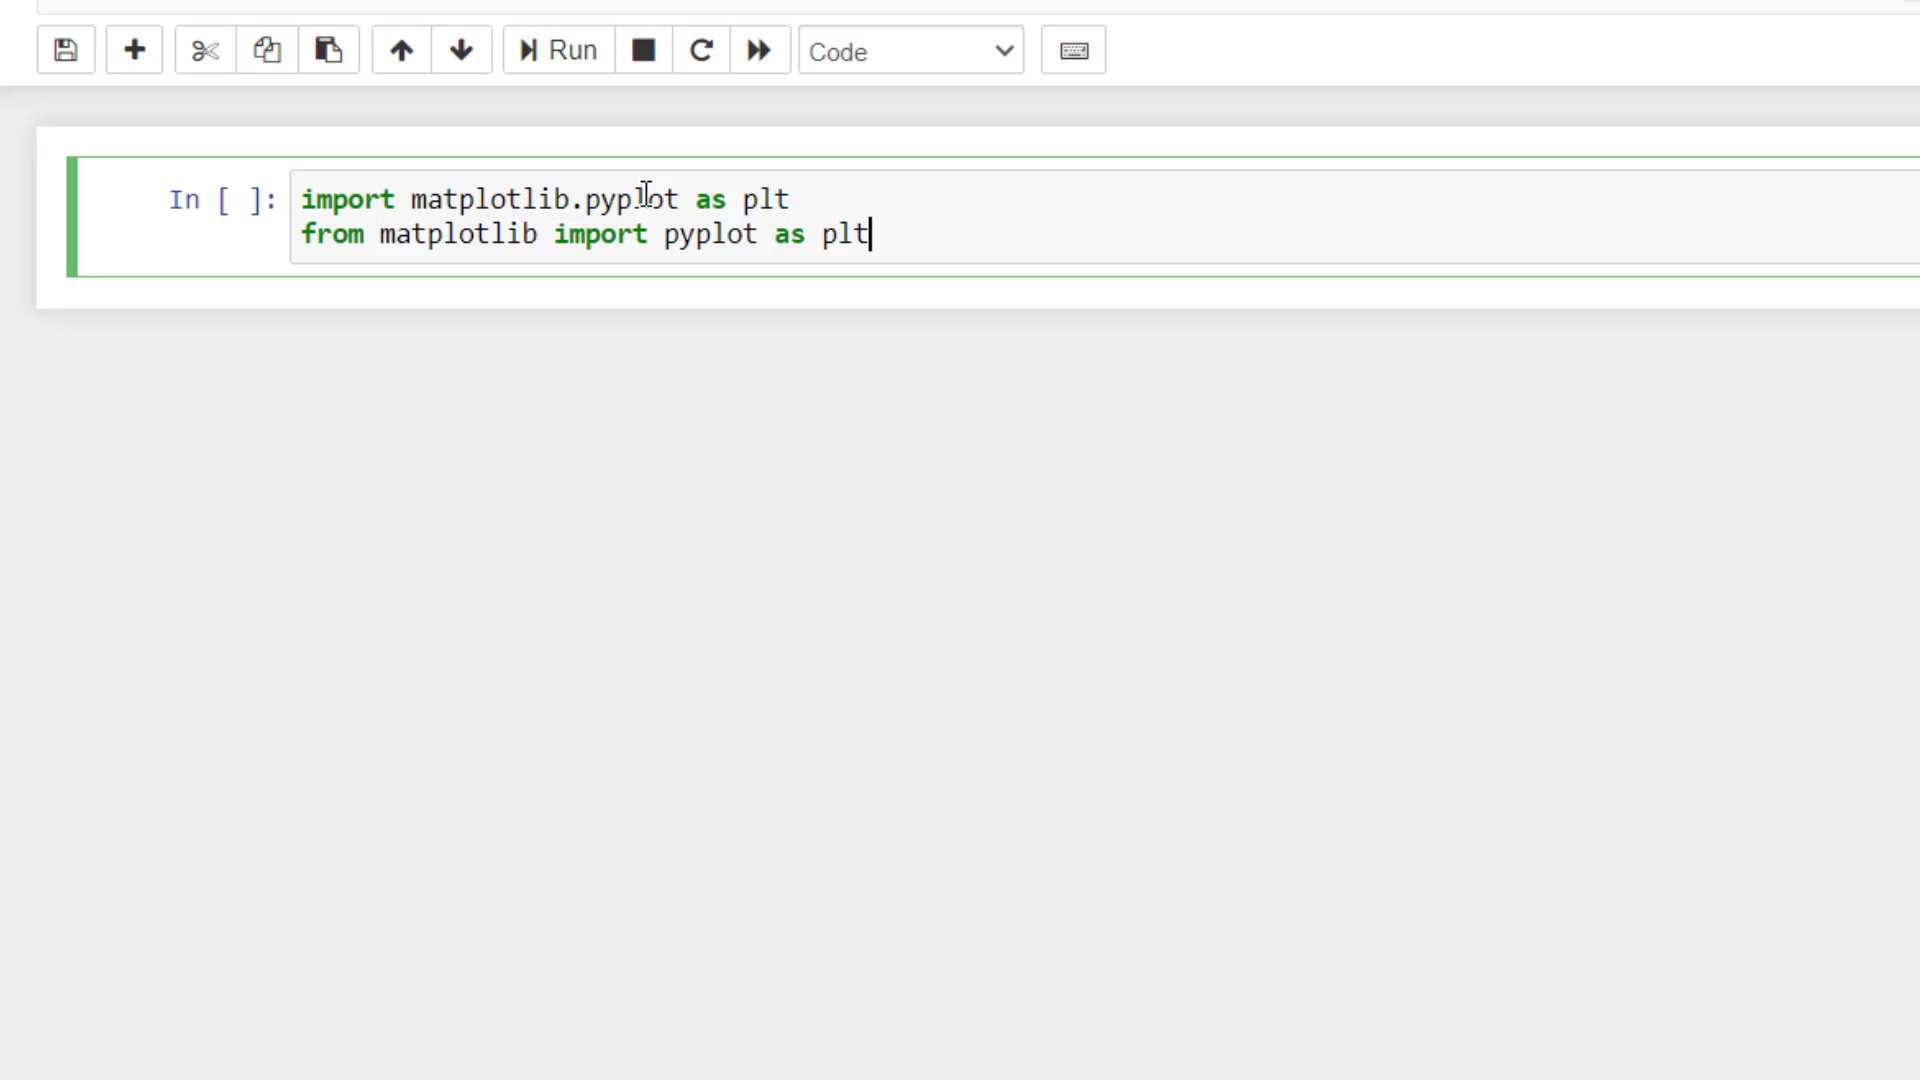 Run
Code
In [ ]:
import matplotlib.pyplot as plt
from matplotlib import pyplot as plt